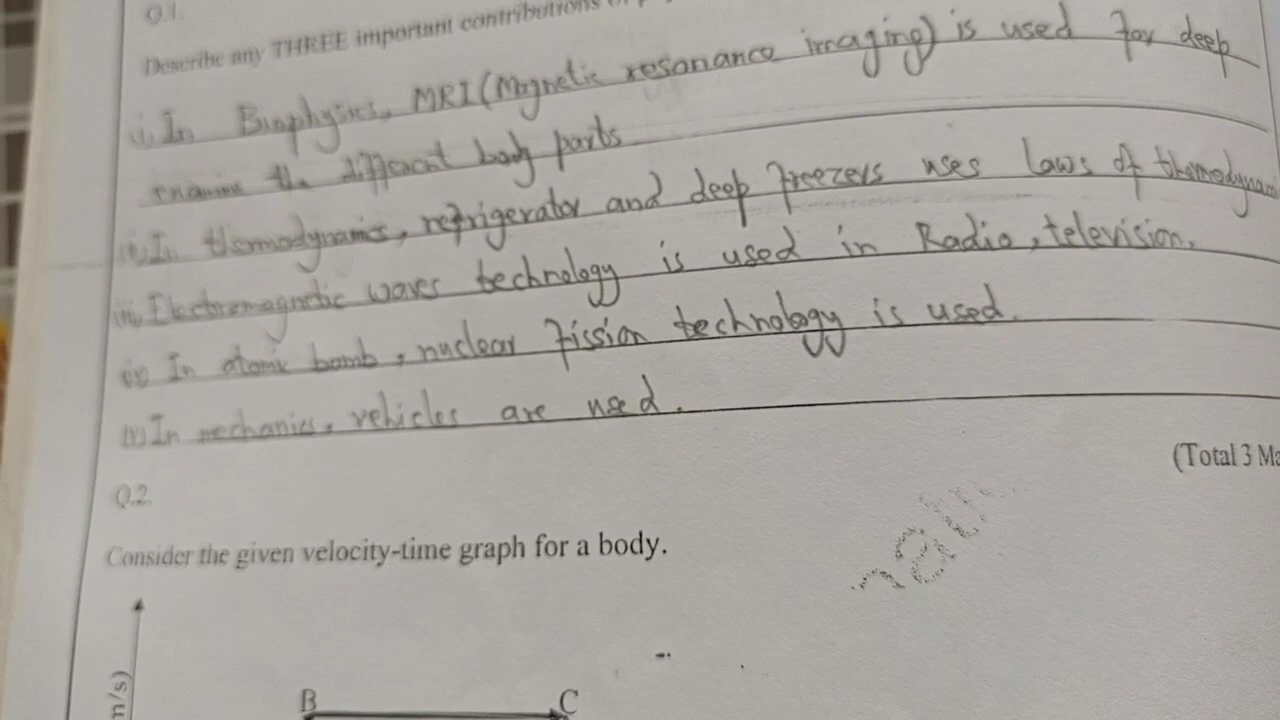 Q.1.
Describe any THREE important contributions
i, In Biophysics, MRI (Magnetic resonance imaging) is used for deep
examine the different body parts
ii, In thermodynamics, refrigerator and deep freezers uses laws of
iii, Electromagnetic waves technology is used in Radio, television.
iv) In atomic bomb, nuclear fission technology is used.
In mechanics, vehicles are used.
(Total 3
Q.2.
Consider the given velocity-time graph for a body.
B
C